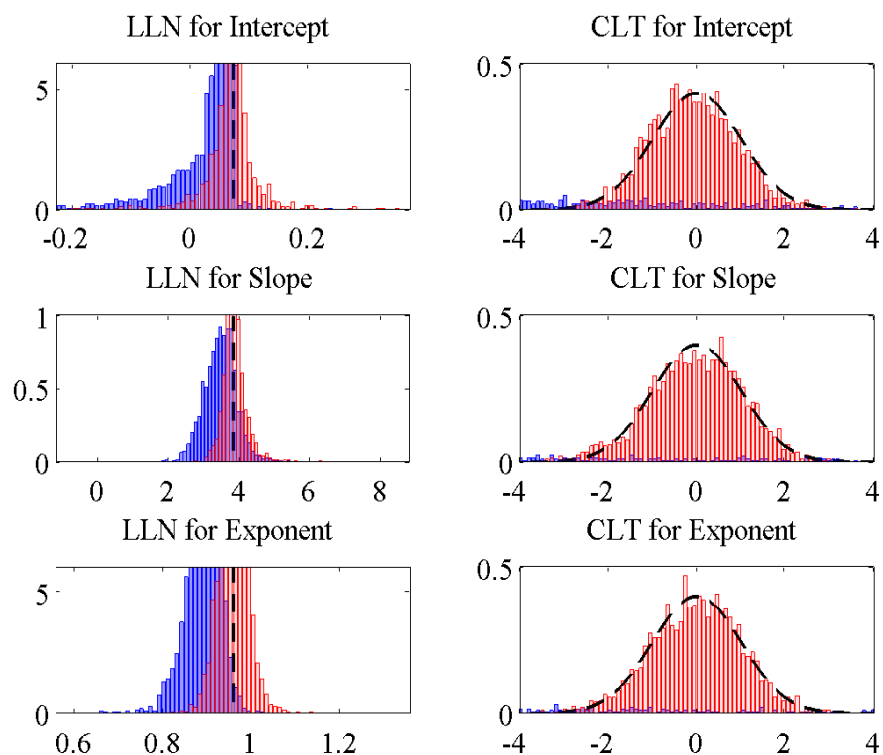 LLN for Intercept
5
0
-0.2 0 0.2
CLT for Intercept
0.5
0
-4 -2 0 2 4
LLN for Slope
1
0.5
0
0 2 4 6 8
CLT for Slope
0.5
0
-4 -2 0 2 4
LLN for Exponent
5
0
0.6 0.8 1 1.2
CLT for Exponent
0.5
0
-4 -2 0 2 4